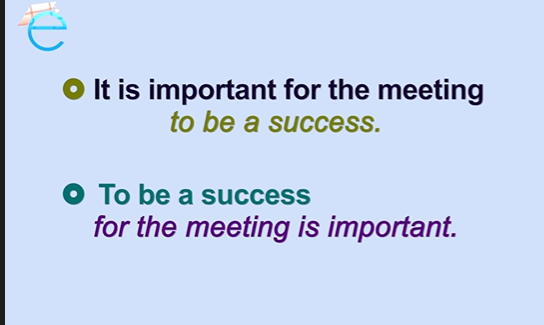 It is important for the meeting
to be a success.
To be a success
for the meeting is important.